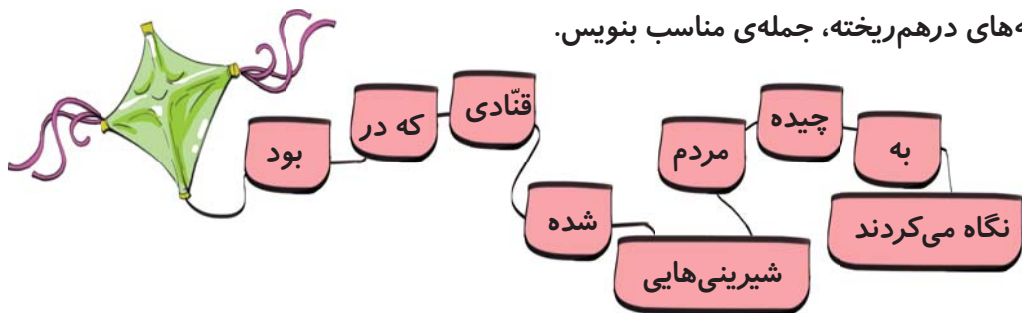 های درهم‌ریخته، جمله‌ی مناسب بنویس.
نگاه می‌کردند
به
چیده
مردم
شیرینی‌هایی
شده
قنّادی
که در
بود